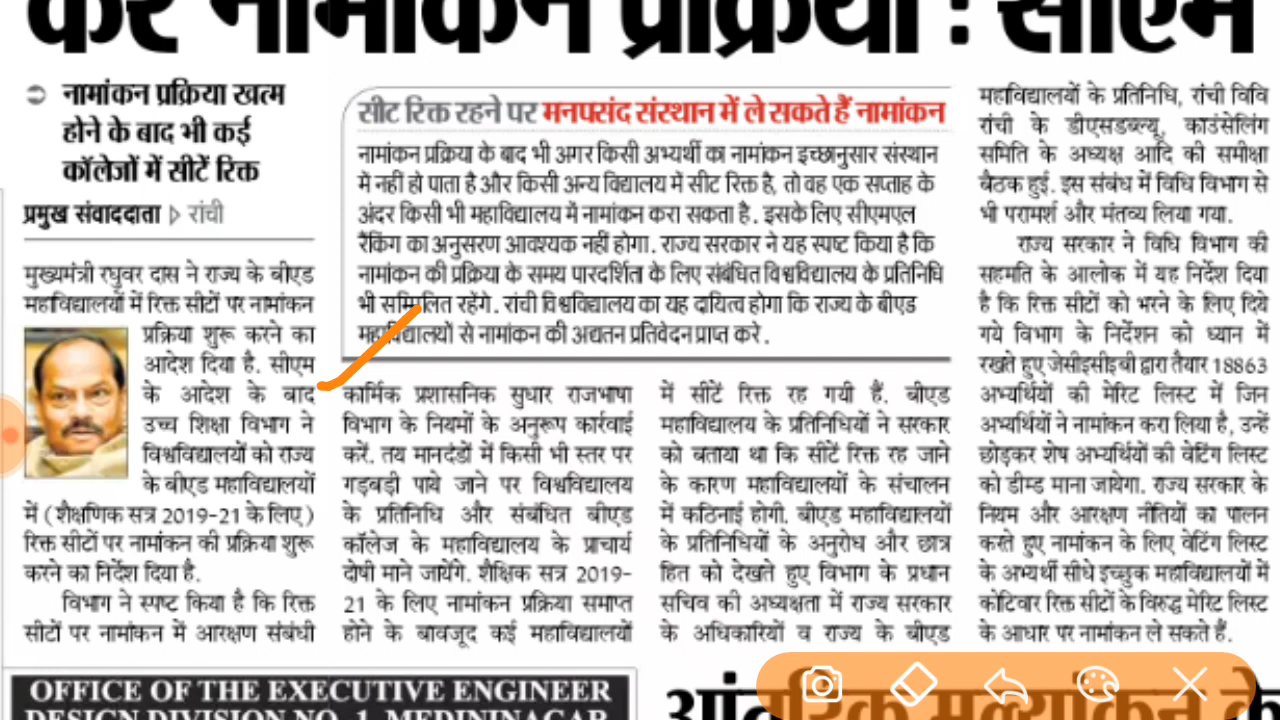 करें नामांकन प्रक्रिया : सीएम
नामांकन प्रक्रिया खत्म
होने के बाद भी कई
कॉलेजों में सीटें रिक्त
प्रमुख संवाददाता ▷ रांची
मुख्यमंत्री रघुवर दास ने राज्य के बीएड
महाविद्यालयों में रिक्त सीटों पर नामांकन
प्रक्रिया शुरू करने का
आदेश दिया है. सीएम
के आदेश के बाद
उच्च शिक्षा विभाग ने
विश्वविद्यालयों को राज्य
के बीएड महाविद्यालयों
में (शैक्षणिक सत्र 2019-21 के लिए)
रिक्त सीटों पर नामांकन की प्रक्रिया शुरू
करने का निर्देश दिया है.
विभाग ने स्पष्ट किया है कि रिक्त
सीटों पर नामांकन में आरक्षण संबंधी
सीट रिक्त रहने पर मनपसंद संस्थान में ले सकते हैं नामांकन
नामांकन प्रक्रिया के बाद भी अगर किसी अभ्यर्थी का नामांकन इच्छानुसार संस्थान
में नहीं हो पाता है और किसी अन्य विद्यालय में सीट रिक्त है, तो वह एक सप्ताह के
अंदर किसी भी महाविद्यालय में नामांकन करा सकता है. इसके लिए सीएमएल
रैंकिंग का अनुसरण आवश्यक नहीं होगा. राज्य सरकार ने यह स्पष्ट किया है कि
नामांकन की प्रक्रिया के समय पारदर्शित के लिए संबंधित विश्वविद्यालय के प्रतिनिधि
भी सम्मिलित रहेंगे. रांची विश्वविद्यालय का यह दायित्व होगा कि राज्य के बीएड
महाविद्यालयों से नामांकन की अद्यतन प्रतिवेदन प्राप्त करे.
कार्मिक प्रशासनिक सुधार राजभाषा
विभाग के नियमों के अनुरूप कार्रवाई
करें. तय मानदंडों में किसी भी स्तर पर
गड़बड़ी पाये जाने पर विश्वविद्यालय
के प्रतिनिधि और संबंधित बीएड
कॉलेज के महाविद्यालय के प्राचार्य
दोषी माने जायेंगे. शैक्षिक सत्र 2019-
21 के लिए नामांकन प्रक्रिया समाप्त
होने के बावजूद कई महाविद्यालयों
में सीटें रिक्त रह गयी हैं. बीएड
महाविद्यालय के प्रतिनिधियों ने सरकार
को बताया था कि सीटें रिक्त रह जाने
के कारण महाविद्यालयों के संचालन
में कठिनाई होगी. बीएड महाविद्यालयों
के प्रतिनिधियों के अनुरोध और छात्र
हित को देखते हुए विभाग के प्रधान
सचिव की अध्यक्षता में राज्य सरकार
के अधिकारियों व राज्य के बीएड
महाविद्यालयों के प्रतिनिधि, रांची विवि
रांची के डीएसडब्ल्यू, काउंसेलिंग
समिति के अध्यक्ष आदि की समीक्षा
बैठक हुई. इस संबंध में विधि विभाग से
भी परामर्श और मंतव्य लिया गया.
राज्य सरकार ने विधि विभाग की
सहमति के आलोक में यह निर्देश दिया
है कि रिक्त सीटों को भरने के लिए दिये
गये विभाग के निर्देशन को ध्यान में
रखते हुए जेसीइसीइबी द्वारा तैयार 18863
अभ्यर्थियों की मेरिट लिस्ट में जिन
अभ्यर्थियों ने नामांकन करा लिया है, उन्हें
छोड़कर शेष अभ्यर्थियों की वेटिंग लिस्ट
को डीम्ड माना जायेगा. राज्य सरकार के
नियम और आरक्षण नीतियों का पालन
करते हुए नामांकन के लिए वेटिंग लिस्ट
के अभ्यर्थी सीधे इच्छुक महाविद्यालयों में
कोटिवार रिक्त सीटों के विरुद्ध मेरिट लिस्ट
के आधार पर नामांकन ले सकते हैं.
OFFICE OF THE EXECUTIVE ENGINEER
DESIGN DIVISION NO. 1, MEDININAGAR
आंतरिक मूल्यांकन के